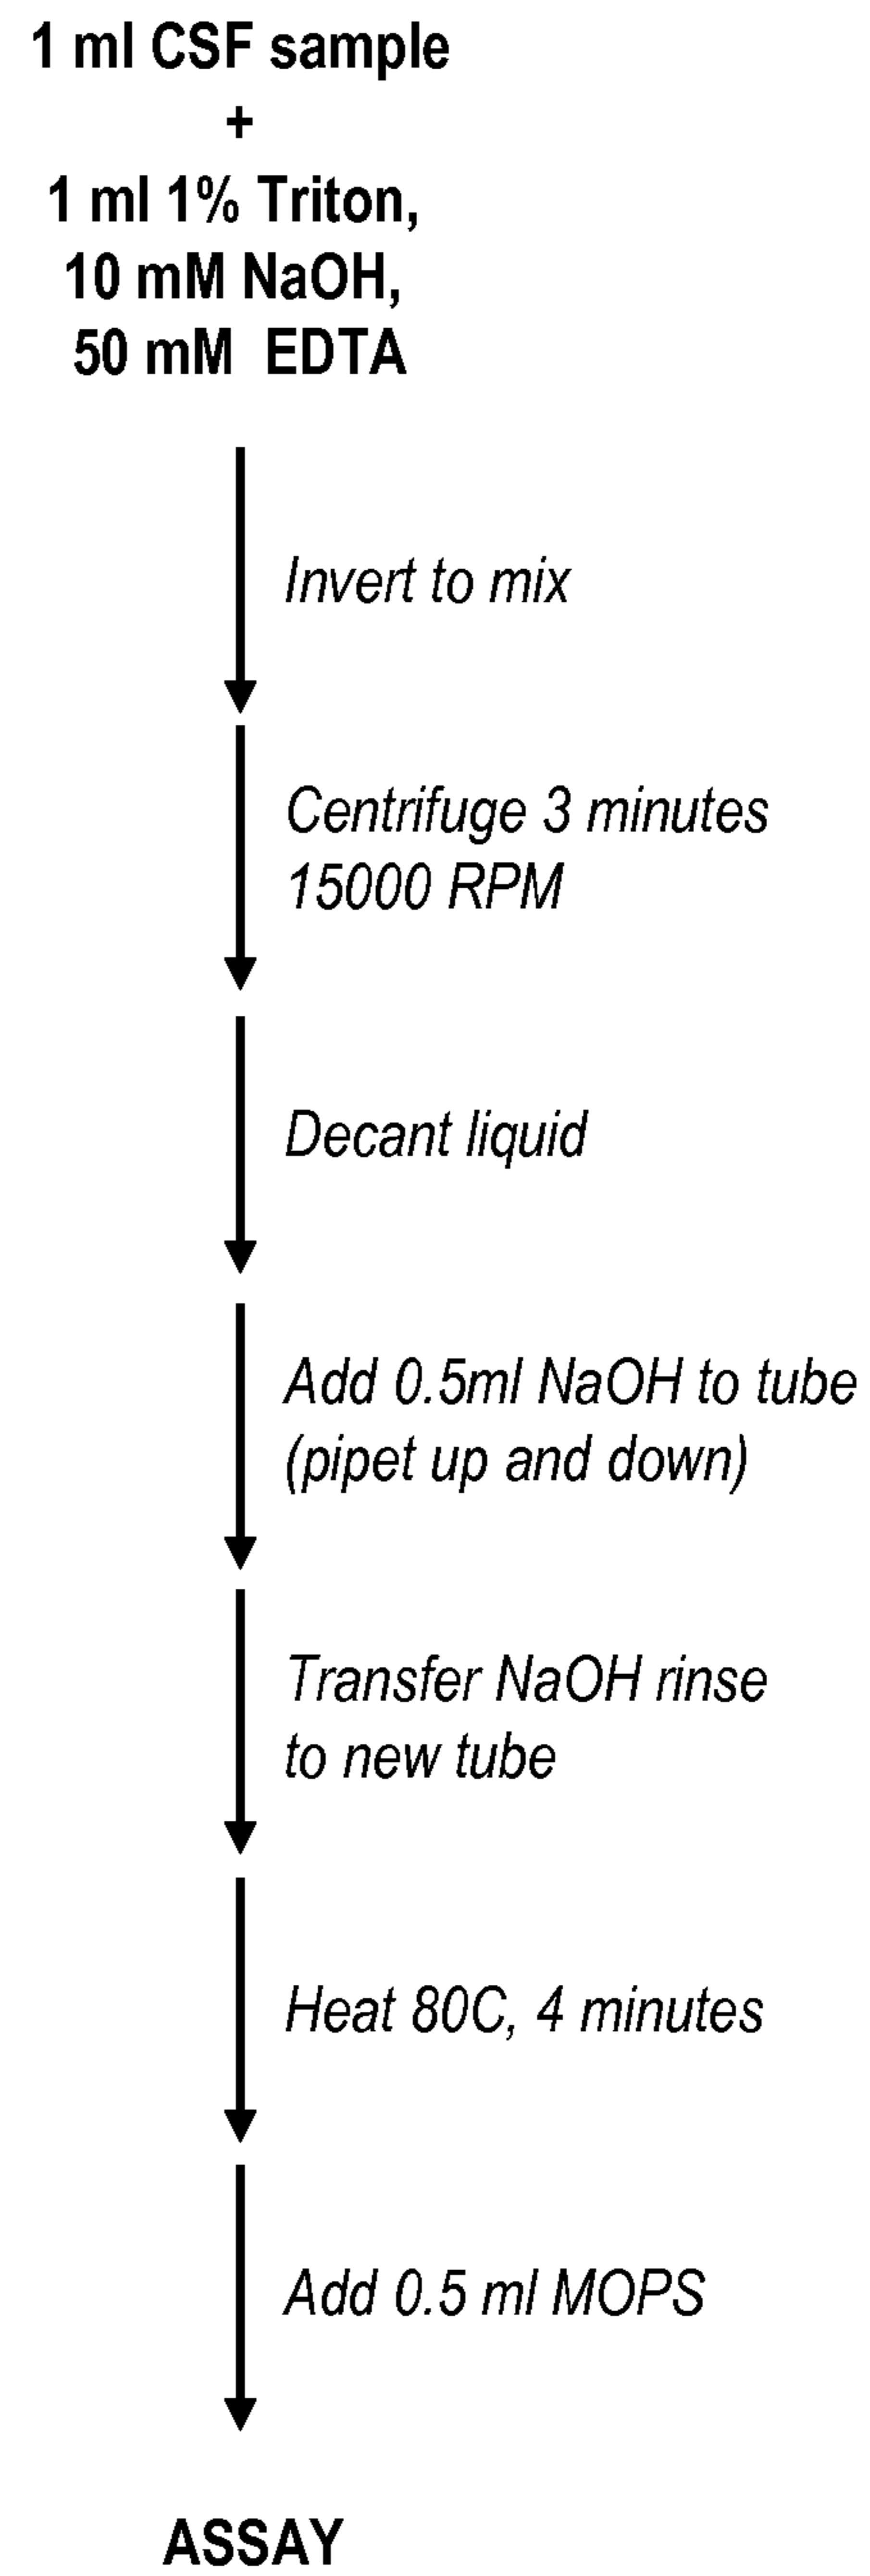 1 ml CSF sample
+
1 ml 1% Triton,
10 mM NaOH,
50 mM  EDTA
Invert to mix
Centrifuge 3 minutes
15000 RPM
Decant liquid
Add 0.5ml NaOH to tube
(pipet up and down)
Transfer NaOH rinse
to new tube
Heat 80C, 4 minutes
Add 0.5 ml MOPS
ASSAY